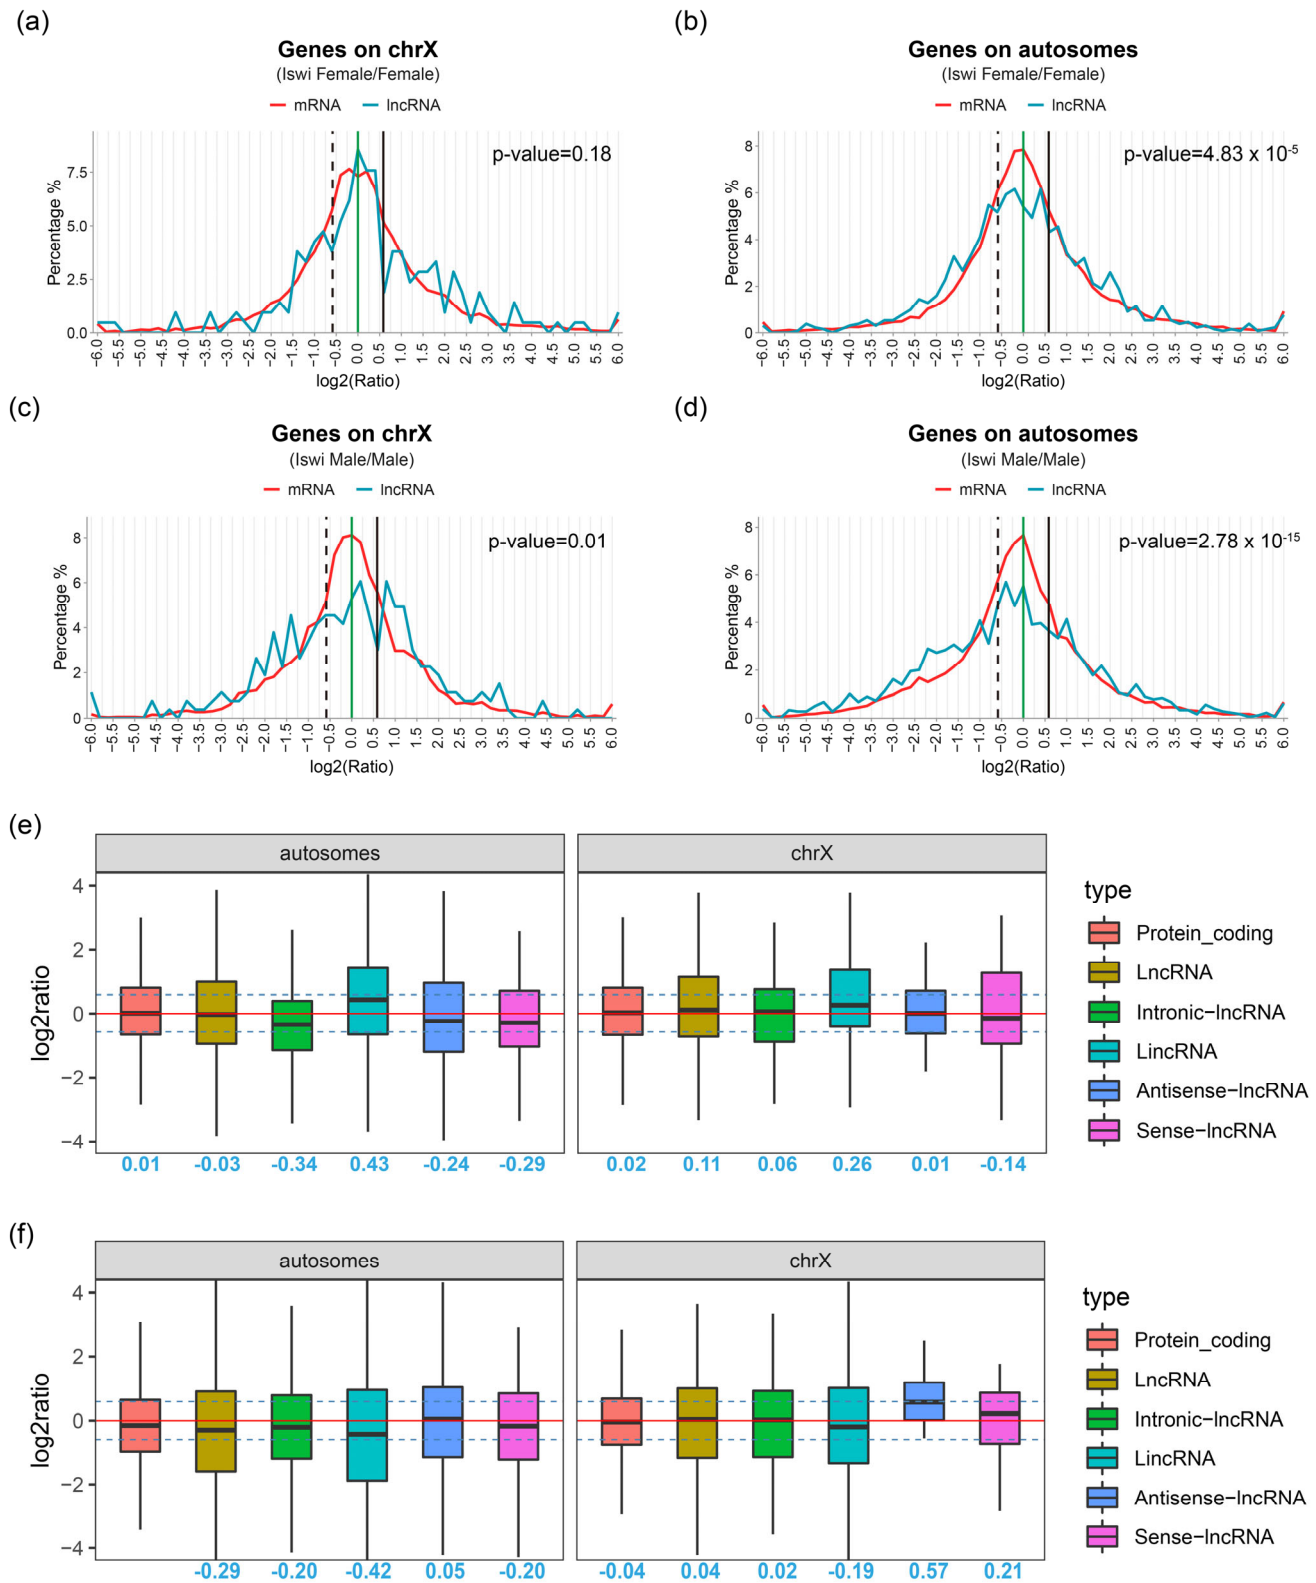 (a)
Genes on chrX
(Iswi Female/Female)
mRNA lncRNA
p-value=0.18
Percentage %
7.5
5.0
2.5
0.0
-6.0 -5.5 -5.0 -4.5 -4.0 -3.5 -3.0 -2.5 -2.0 -1.5 -1.0 -0.5 0.0 0.5 1.0 1.5 2.0 2.5 3.0 3.5 4.0 4.5 5.0 5.5 6.0
log2(Ratio)
(b)
Genes on autosomes
(Iswi Female/Female)
mRNA lncRNA
p-value=4.83 x 10-5
Percentage %
8
6
4
2
0
-6.0 -5.5 -5.0 -4.5 -4.0 -3.5 -3.0 -2.5 -2.0 -1.5 -1.0 -0.5 0.0 0.5 1.0 1.5 2.0 2.5 3.0 3.5 4.0 4.5 5.0 5.5 6.0
log2(Ratio)
(c)
Genes on chrX
(Iswi Male/Male)
mRNA lncRNA
p-value=0.01
Percentage %
8
6
4
2
0
-6.0 -5.5 -5.0 -4.5 -4.0 -3.5 -3.0 -2.5 -2.0 -1.5 -1.0 -0.5 0.0 0.5 1.0 1.5 2.0 2.5 3.0 3.5 4.0 4.5 5.0 5.5 6.0
log2(Ratio)
(d)
Genes on autosomes
(Iswi Male/Male)
mRNA lncRNA
p-value=2.78 x 10-15
Percentage %
8
6
4
2
0
-6.0 -5.5 -5.0 -4.5 -4.0 -3.5 -3.0 -2.5 -2.0 -1.5 -1.0 -0.5 0.0 0.5 1.0 1.5 2.0 2.5 3.0 3.5 4.0 4.5 5.0 5.5 6.0
log2(Ratio)
(e)
autosomes chrX
log2ratio
4
2
0
−2
−4
0.01 -0.03 -0.34 0.43 -0.24 -0.29 0.02 0.11 0.06 0.26 0.01 -0.14
type
Protein_coding
LncRNA
Intronic−lncRNA
LincRNA
Antisense−lncRNA
Sense−lncRNA
(f)
autosomes chrX
log2ratio
4
2
0
−2
−4
-0.29 -0.20 -0.42 0.05 -0.20 -0.04 0.04 0.02 -0.19 0.57 0.21
type
Protein_coding
LncRNA
Intronic−lncRNA
LincRNA
Antisense−lncRNA
Sense−lncRNA